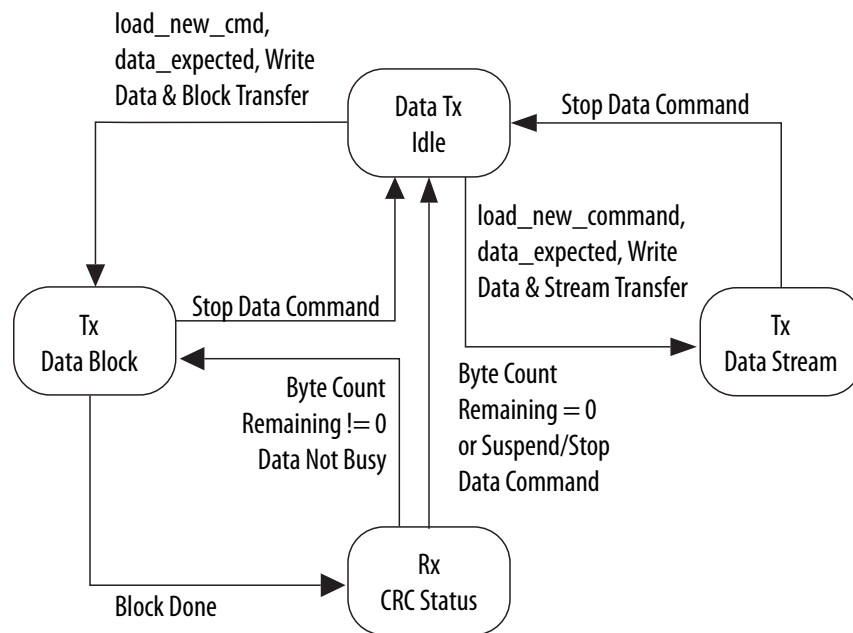 load_new_cmd,
data_expected, Write
Data & Block Transfer
Data Tx
Idle
Stop Data Command
load_new_command,
data_expected, Write
Data & Stream Transfer
Stop Data Command
Tx
Data Block
Tx
Data Stream
Byte Count
Remaining != 0
Data Not Busy
Byte Count
Remaining = 0
or Suspend/Stop
Data Command
Rx
CRC Status
Block Done